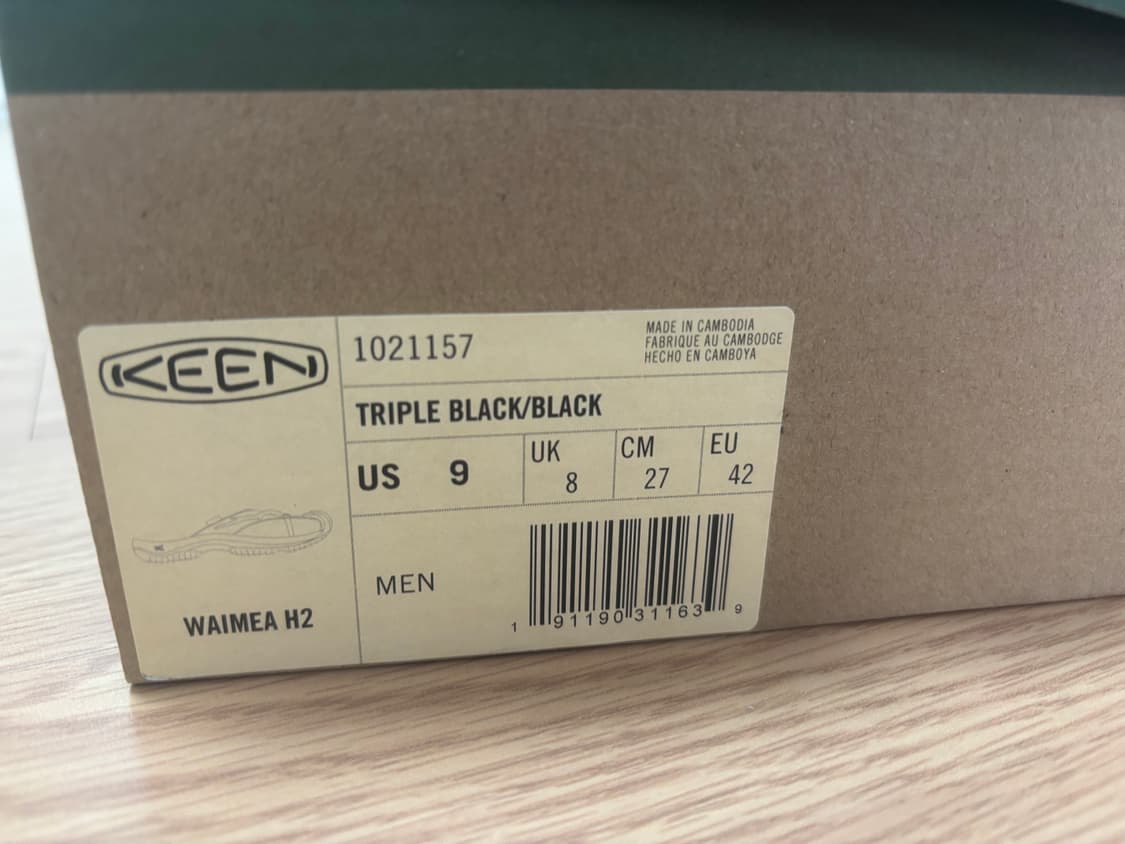 KEEN
1021157
MADE IN CAMBODIA
FABRIQUE AU CAMBODGE
HECHO EN CAMBOYA
TRIPLE BLACK/BLACK
US 9
UK 8
CM 27
EU 42
MEN
WAIMEA H2
1 91190 31163 9